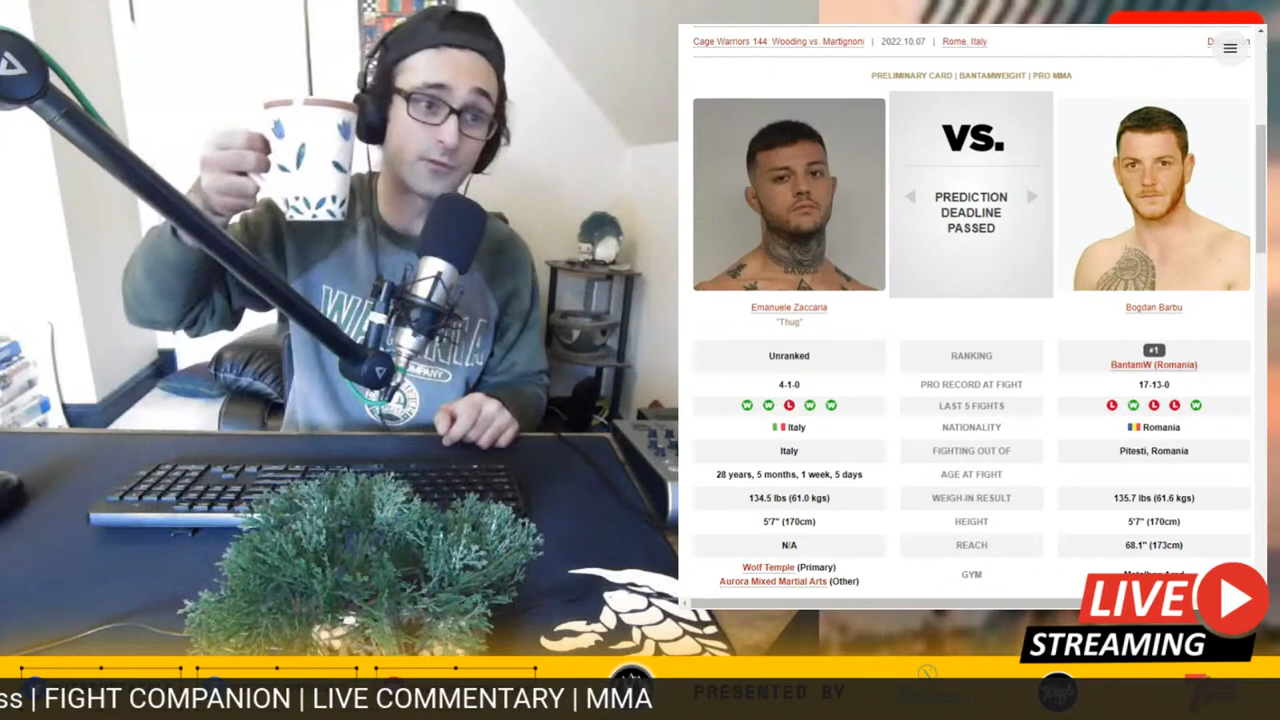 Cage Warriors 144: Wooding vs. Martignoni | 2022.10.07 | Rome, Italy
PRELIMINARY CARD | BANTAMWEIGHT | PRO MMA
VS.
PREDICTION
DEADLINE
PASSED
SAVAGE
Emanuele Zaccaria
"Thug"
Bogdan Barbu
Unranked RANKING #1
BantamW (Romania)
4-1-0 PRO RECORD AT FIGHT 17-13-0
W W L W W LAST 5 FIGHTS L W L L W
Italy NATIONALITY Romania
Italy FIGHTING OUT OF Pitesti, Romania
28 years, 5 months, 1 week, 5 days AGE AT FIGHT
134.5 lbs (61.0 kgs) WEIGH-IN RESULT 135.7 lbs (61.6 kgs)
5'7" (170cm) HEIGHT 5'7" (170cm)
N/A REACH 68.1" (173cm)
Wolf Temple (Primary)
Aurora Mixed Martial Arts (Other)
GYM
COMPANY
LIVE
STREAMING
PRESENTED BY
ss | FIGHT COMPANION | LIVE COMMENTARY | MMA